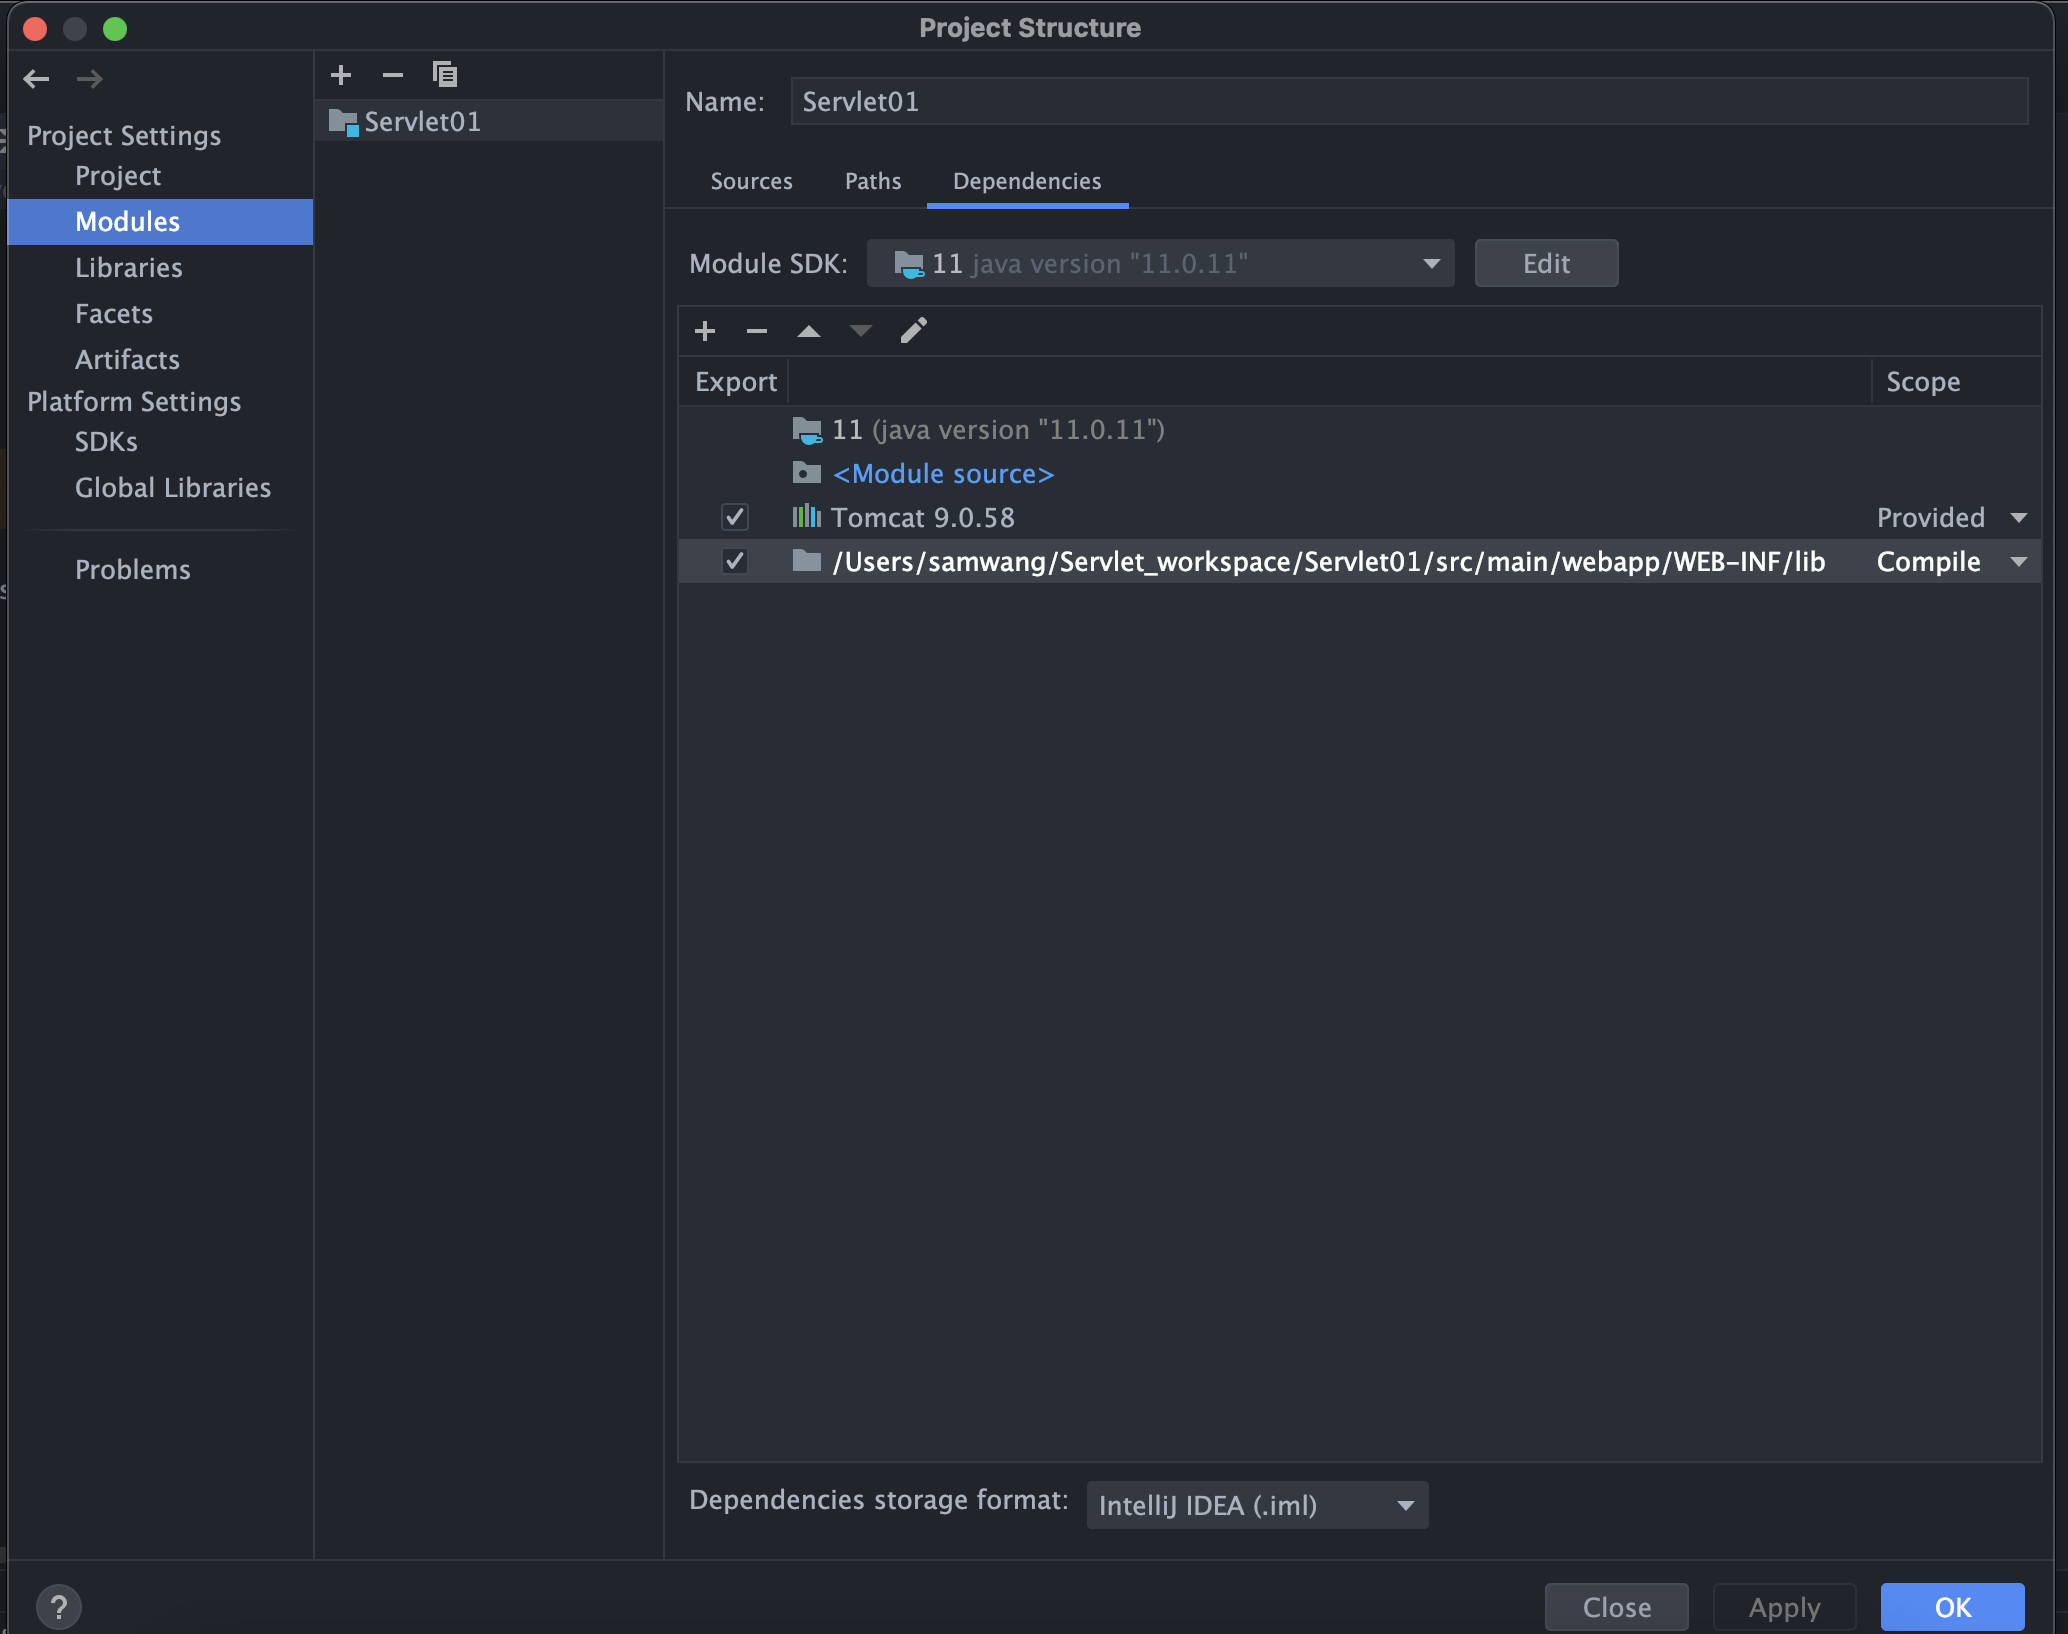 Project Structure
Project Settings
Project
Modules
Libraries
Facets
Artifacts
Platform Settings
SDKs
Global Libraries
Problems
Servlet01
Name: Servlet01
Sources Paths Dependencies
Module SDK: 11 java version "11.0.11" Edit
Export Scope
11 (java version "11.0.11")
<Module source>
Tomcat 9.0.58 Provided
/Users/samwang/Servlet_workspace/Servlet01/src/main/webapp/WEB-INF/lib Compile
Dependencies storage format: IntelliJ IDEA (.iml)
? Close Apply OK